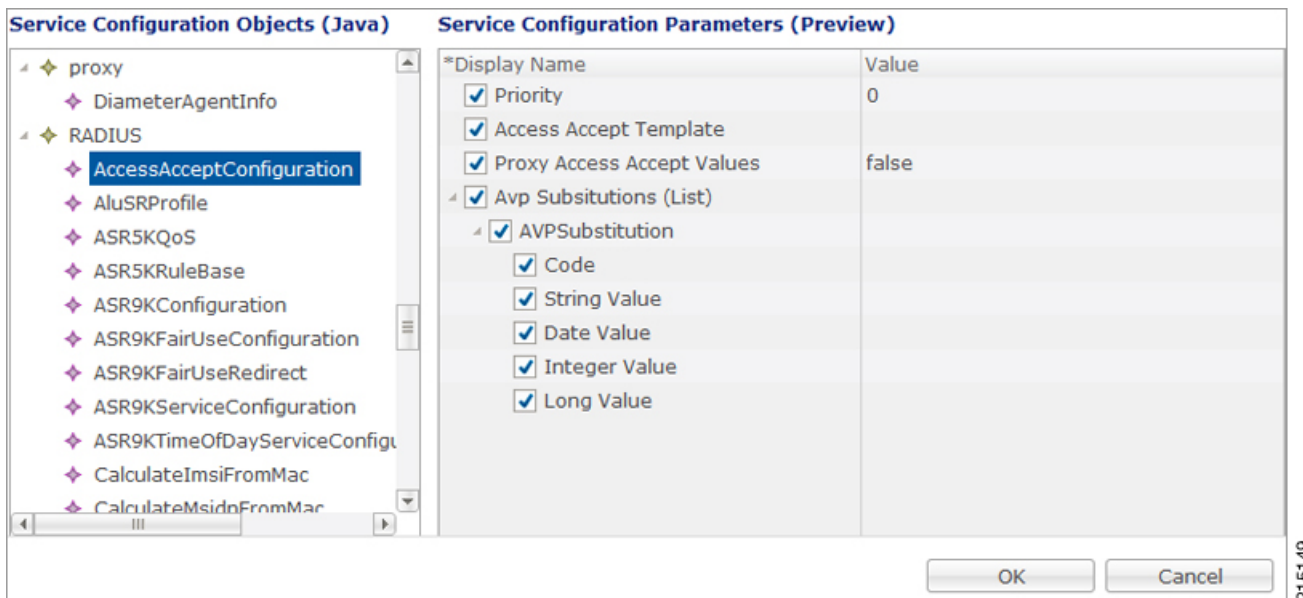 Service Configuration Objects (Java)
proxy
DiameterAgentInfo
RADIUS
AccessAcceptConfiguration
AluSRProfile
ASR5KQoS
ASR5KRuleBase
ASR9KConfiguration
ASR9KFairUseConfiguration
ASR9KFairUseRedirect
ASR9KServiceConfiguration
ASR9KTimeOfDayServiceConfigu
CalculateImsiFromMac
CalculateMsidnFromMac
Service Configuration Parameters (Preview)
*Display Name Value
Priority 0
Access Accept Template
Proxy Access Accept Values false
Avp Subsitutions (List)
AVPSubstitution
Code
String Value
Date Value
Integer Value
Long Value
OK Cancel